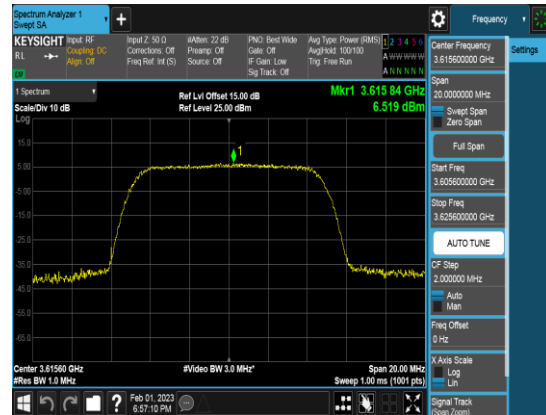 Spectrum Analyzer 1
Swept SA
+
Frequency
KEYSIGHT
Input: RF
Coupling: DC
Align: Off
Input Z: 50 Ω
Corrections: Off
Freq Ref: Int (S)
#Atten: 22 dB
Preamp: Off
Source: Off
PNO: Best Wide
Gate: Off
IF Gain: Low
Sig Track: Off
Avg Type: Power (RMS)
Avg|Hold: 100/100
Trig: Free Run
1 2 3 4 5 6
A W W W W W
A N N N N N
1 Spectrum
Scale/Div 10 dB
Log
Ref Lvl Offset 15.00 dB
Ref Level 25.00 dBm
Mkr1 3.615 84 GHz
6.519 dBm
1
15.0
5.00
-5.00
-15.0
-25.0
-35.0
-45.0
-55.0
-65.0
Center 3.61560 GHz
#Res BW 1.0 MHz
#Video BW 3.0 MHz*
Span 20.00 MHz
Sweep 1.00 ms (1001 pts)
Center Frequency
3.615600000 GHz
Span
20.0000000 MHz
Swept Span
Zero Span
Full Span
Start Freq
3.605600000 GHz
Stop Freq
3.625600000 GHz
AUTO TUNE
CF Step
2.000000 MHz
Auto
Man
Freq Offset
0 Hz
X Axis Scale
Log
Lin
Signal Track
(Span Zoom)
Settings
?
Feb 01, 2023
6:57:10 PM